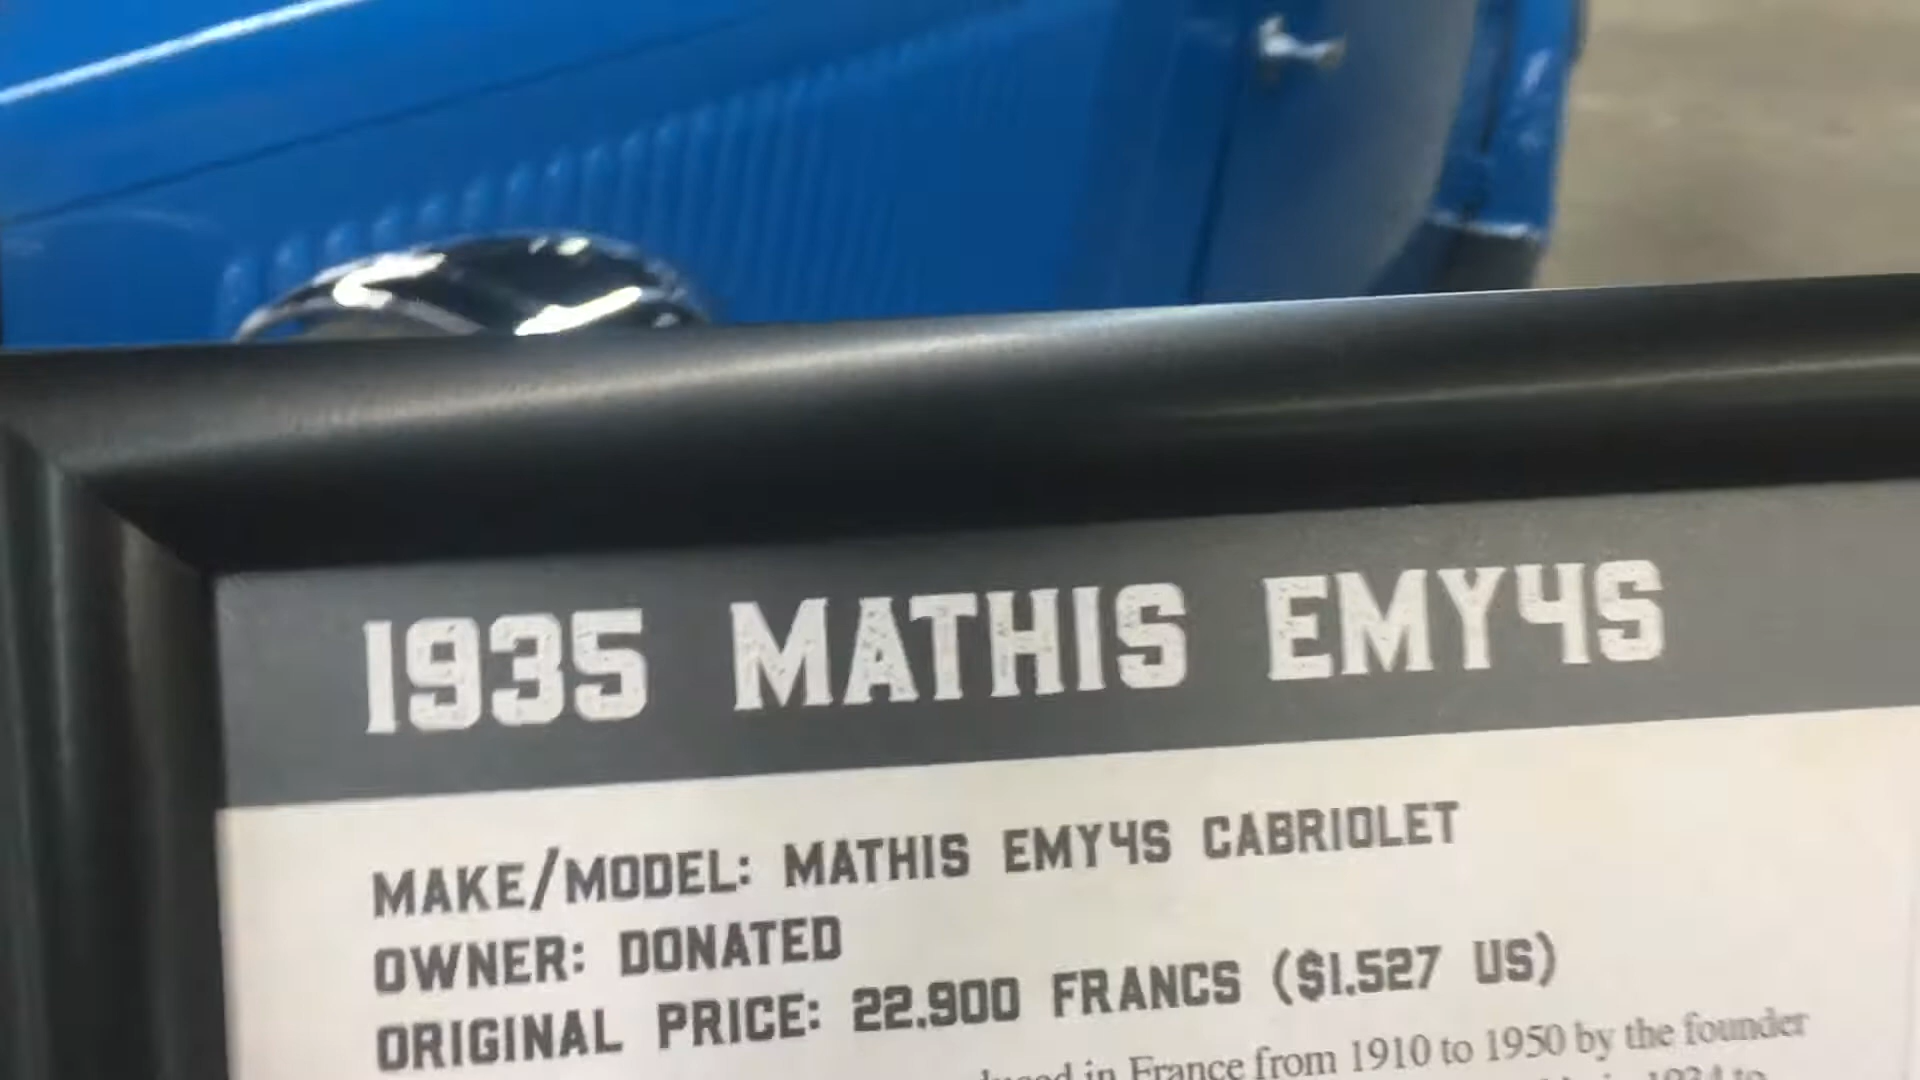 1935 MATHIS EMY4S
MAKE/MODEL: MATHIS EMY4S CABRIOLET
OWNER: DONATED
ORIGINAL PRICE: 22.900 FRANCS ($1.527 US)
in France from 1910 to 1950 by the founder